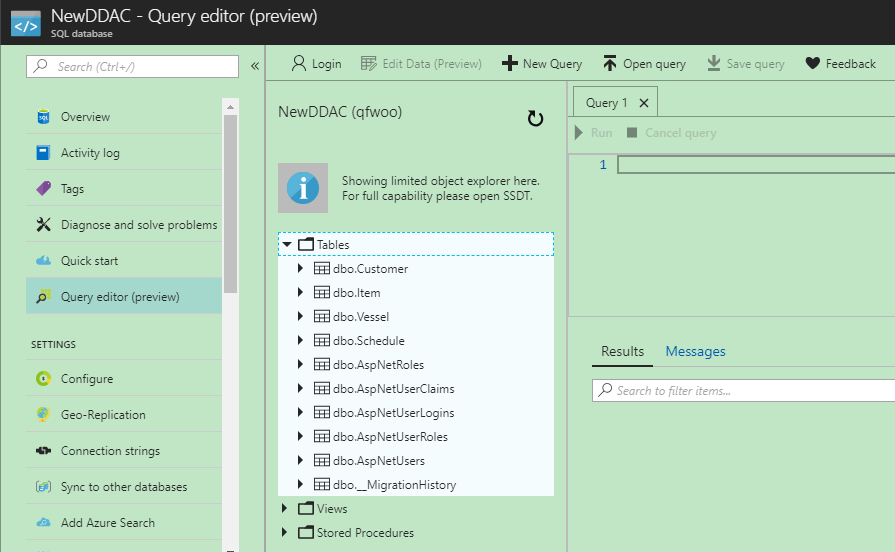 NewDDAC - Query editor (preview)
SQL database
Search (Ctrl+/)
«
Overview
Activity log
Tags
Diagnose and solve problems
Quick start
Query editor (preview)
SETTINGS
Configure
Geo-Replication
Connection strings
Sync to other databases
Add Azure Search
Login
Edit Data (Preview)
New Query
Open query
Save query
Feedback
NewDDAC (qfwoo)
Showing limited object explorer here.
For full capability please open SSDT.
Tables
dbo.Customer
dbo.Item
dbo.Vessel
dbo.Schedule
dbo.AspNetRoles
dbo.AspNetUserClaims
dbo.AspNetUserLogins
dbo.AspNetUserRoles
dbo.AspNetUsers
dbo.__MigrationHistory
Views
Stored Procedures
Query 1
Run
Cancel query
1
Results
Messages
Search to filter items...